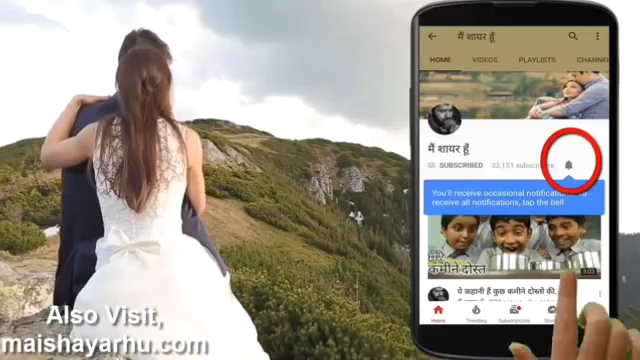 मैं शायर हूँ
HOME VIDEOS PLAYLISTS CHANNEL
मैं शायर हूँ
SUBSCRIBED 32,151
You'll receive occasional notifications. To
receive all notifications, tap the bell
मेरे
कमीने दोस्त
ये कहानी हैं कुछ कमीने दोस्तों की..
Home Trending Subscriptions
Also Visit,
maishayarhu.com